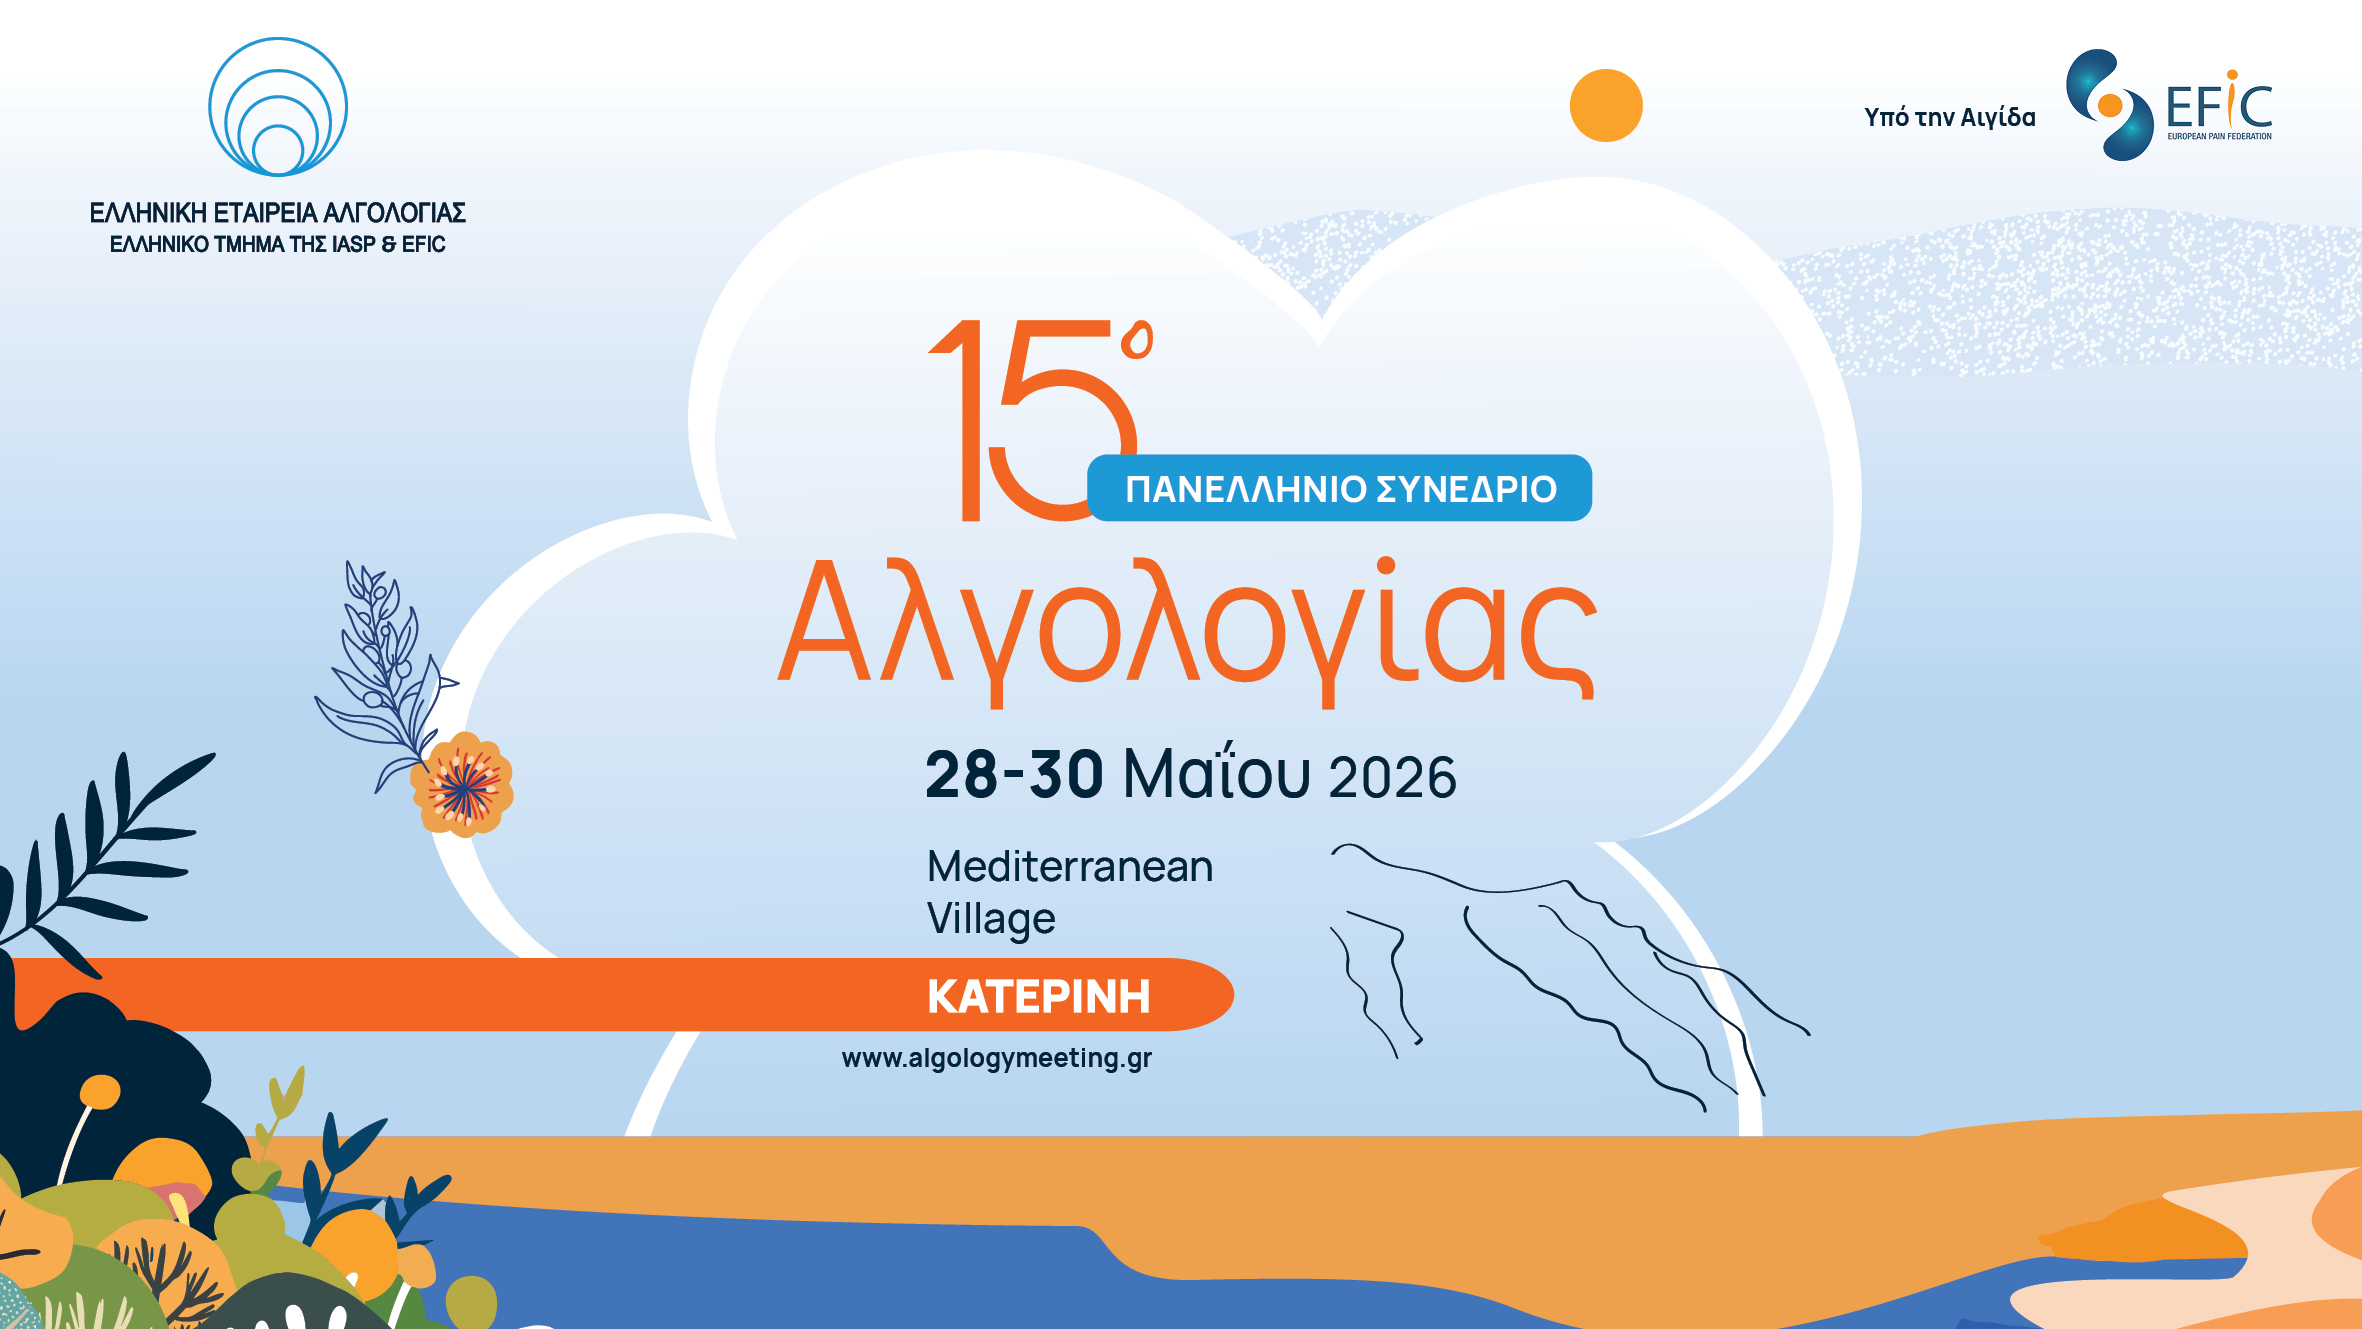 ΕΛΛΗΝΙΚΗ ΕΤΑΙΡΕΙΑ ΑΛΓΟΛΟΓΙΑΣ
ΕΛΛΗΝΙΚΟ ΤΜΗΜΑ ΤΗΣ IASP & EFIC
Υπό την Αιγίδα
EFIC
EUROPEAN PAIN FEDERATION
15ο
ΠΑΝΕΛΛΗΝΙΟ ΣΥΝΕΔΡΙΟ
Αλγολογίας
28-30 Μαΐου 2026
Mediterranean
Village
ΚΑΤΕΡΙΝΗ
www.algologymeeting.gr